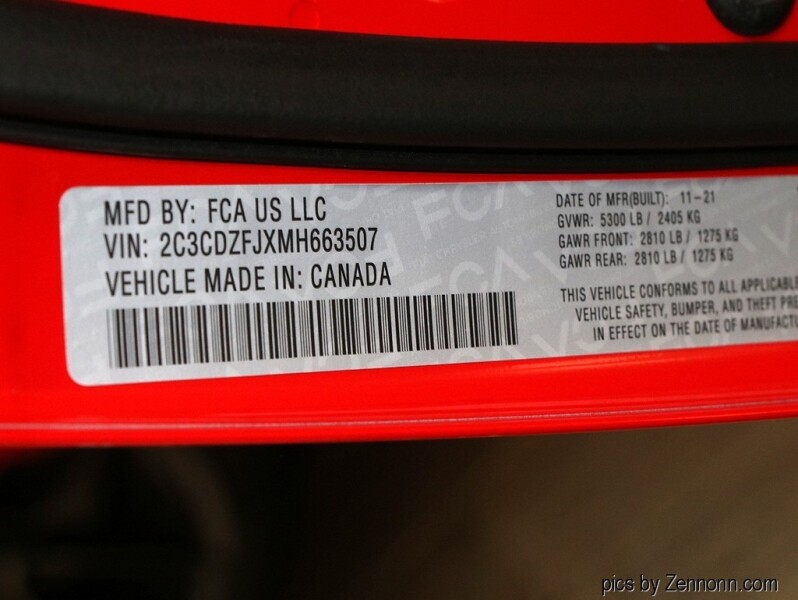 MFD BY: FCA US LLC
VIN: 2C3CDZFJXMH663507
VEHICLE MADE IN: CANADA
DATE OF MFR(BUILT): 11-21
GVWR: 5300 LB / 2405 KG
GAWR FRONT: 2810 LB / 1275 KG
GAWR REAR: 2810 LB / 1275 KG
THIS VEHICLE CONFORMS TO ALL APPLICABLE
VEHICLE SAFETY, BUMPER, AND THEFT PRE
IN EFFECT ON THE DATE OF MANUFACTU
FCA
pics by Zennonn.com